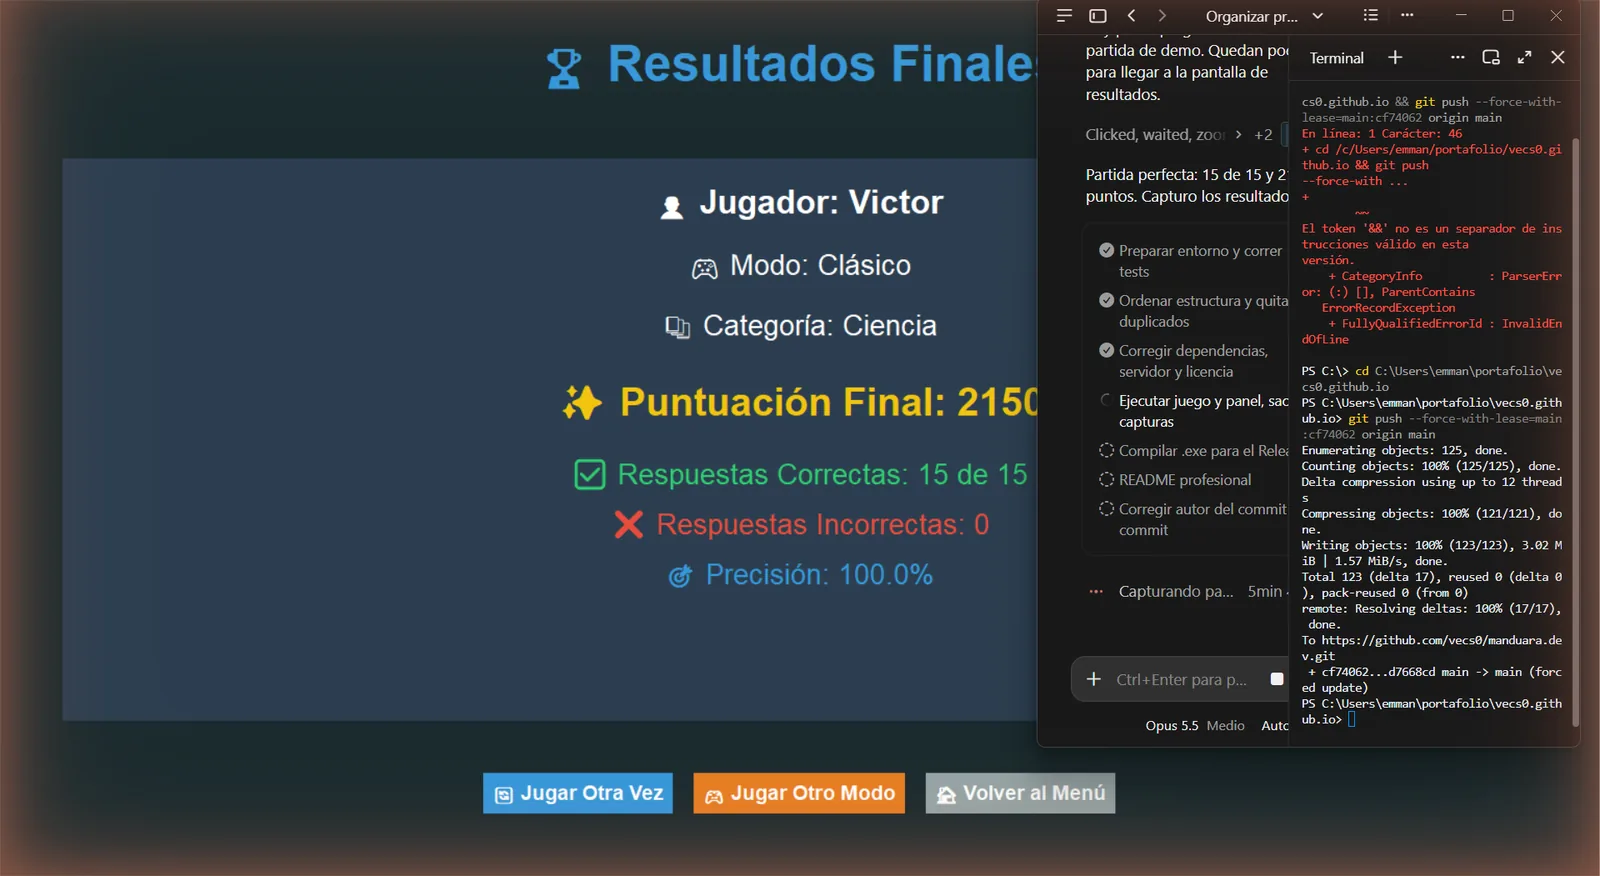 Resultados Finales
Jugador: Victor
Modo: Clásico
Categoría: Ciencia
Puntuación Final: 2150
Respuestas Correctas: 15 de 15
Respuestas Incorrectas: 0
Precisión: 100.0%
Jugar Otra Vez
Jugar Otro Modo
Volver al Menú
Organizar pr...
partida de demo. Quedan poc
para llegar a la pantalla de
resultados.
Clicked, waited, zoo
+2
Partida perfecta: 15 de 15 y 21
puntos. Capturo los resultado
Preparar entorno y correr
tests
Ordenar estructura y quita
duplicados
Corregir dependencias,
servidor y licencia
Ejecutar juego y panel, sac
capturas
Compilar .exe para el Relea
README profesional
Corregir autor del commit
commit
Capturando pa... 5min
Ctrl+Enter para p...
Opus 5.5 Medio Auto
Terminal
cs0.github.io && git push --force-with-
lease=main:cf74062 origin main
En línea: 1 Carácter: 46
+ cd /c/Users/emman/portafolio/vecs0.gi
thub.io && git push
--force-with ...
+
~~
El token '&&' no es un separador de ins
trucciones válido en esta
versión.
+ CategoryInfo : ParserErr
or: (:) [], ParentContains
ErrorRecordException
+ FullyQualifiedErrorId : InvalidEn
dOfLine
PS C:\> cd C:\Users\emman\portafolio\ve
cs0.github.io
PS C:\Users\emman\portafolio\vecs0.gith
ub.io> git push --force-with-lease=main
:cf74062 origin main
Enumerating objects: 125, done.
Counting objects: 100% (125/125), done.
Delta compression using up to 12 thread
s
Compressing objects: 100% (121/121), do
ne.
Writing objects: 100% (123/123), 3.02 M
iB | 1.57 MiB/s, done.
Total 123 (delta 17), reused 0 (delta 0
), pack-reused 0 (from 0)
remote: Resolving deltas: 100% (17/17),
done.
To https://github.com/vecs0/manduara.de
v.git
+ cf74062...d7668cd main -> main (forc
ed update)
PS C:\Users\emman\portafolio\vecs0.gith
ub.io>